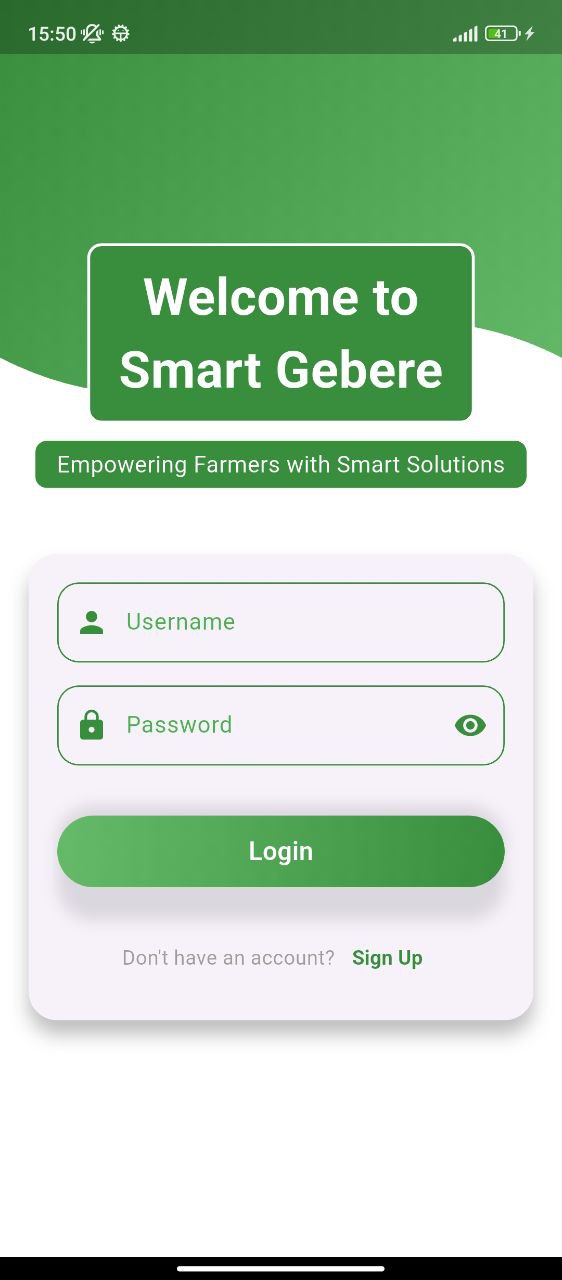 15:50
41
Welcome to
Smart Gebere
Empowering Farmers with Smart Solutions
Username
Password
Login
Don't have an account? Sign Up